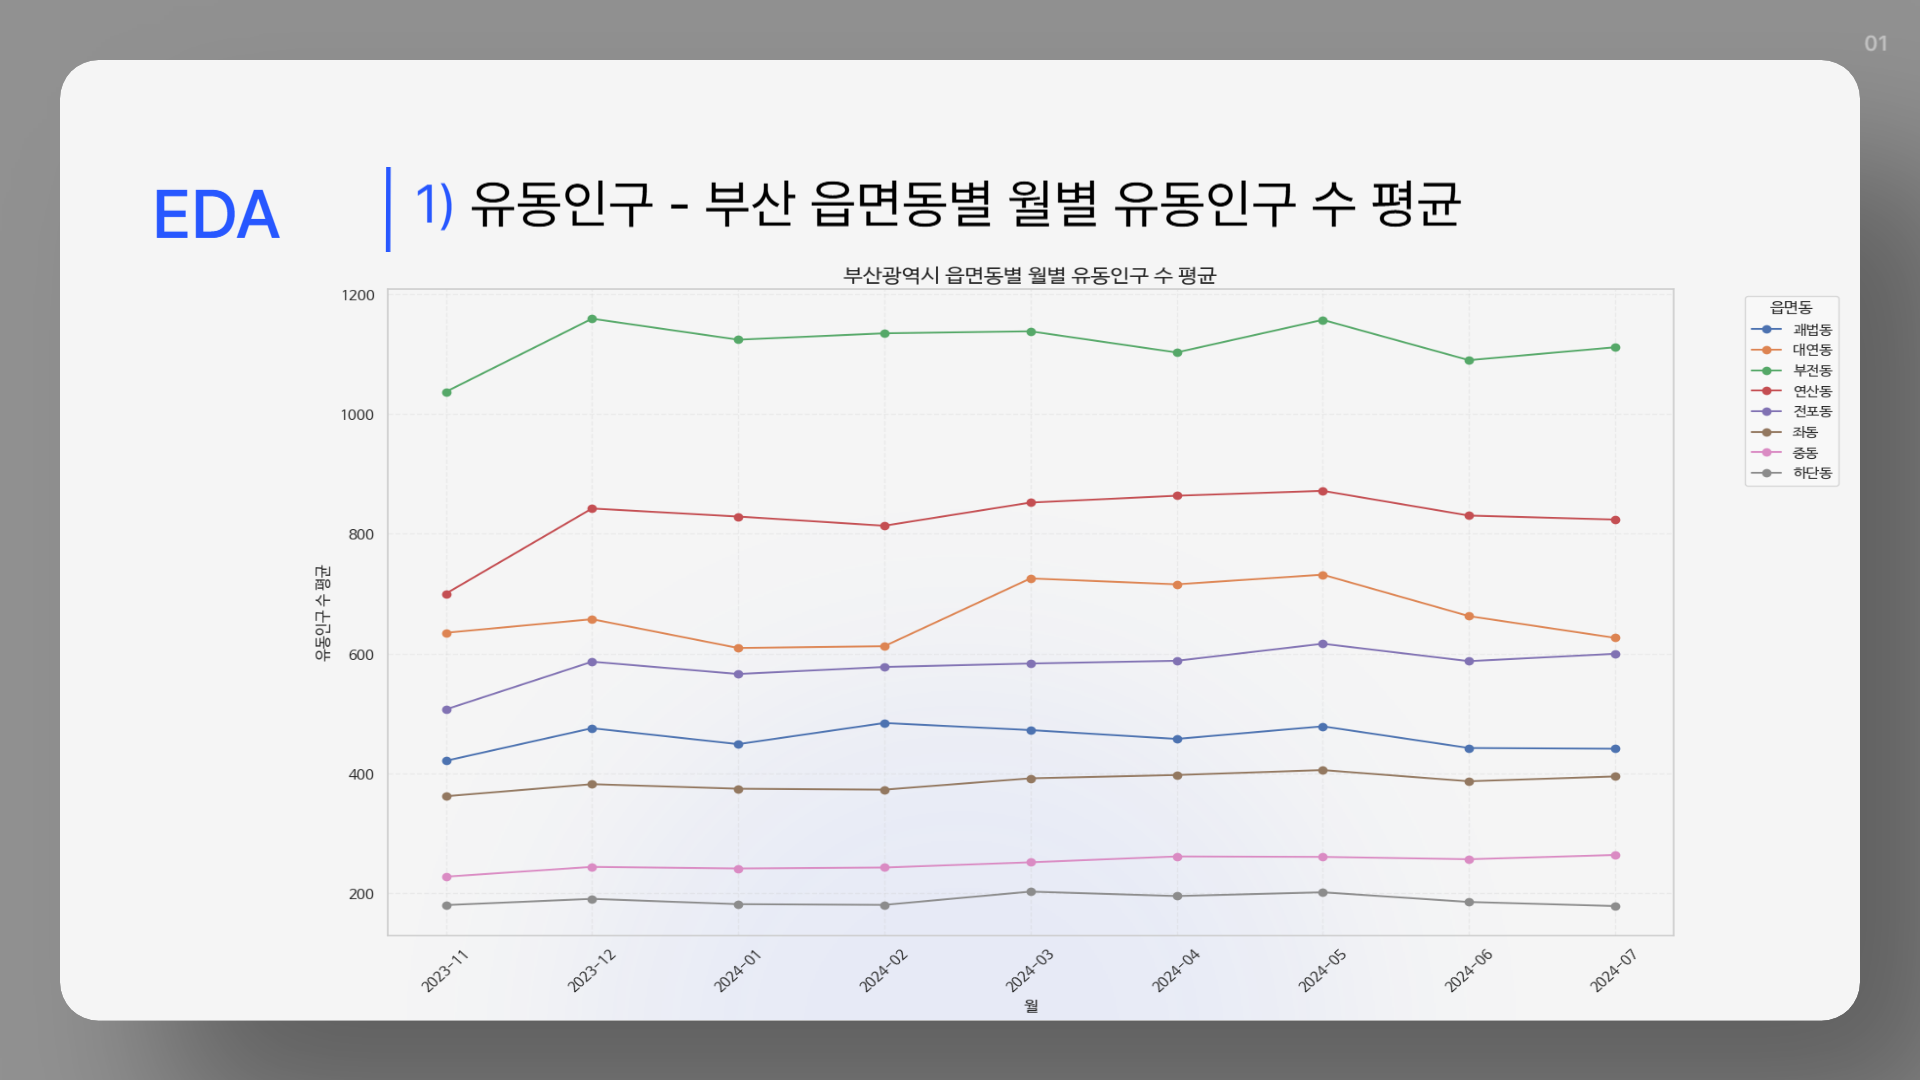 01
EDA
1) 유동인구 - 부산 읍면동별 월별 유동인구 수 평균
부산광역시 읍면동별 월별 유동인구 수 평균
1200
1000
800
600
400
200
유동인구 수 평균
2023-11
2023-12
2024-01
2024-02
2024-03
2024-04
2024-05
2024-06
2024-07
월
읍면동
괘법동
대연동
부전동
연산동
전포동
좌동
중동
하단동